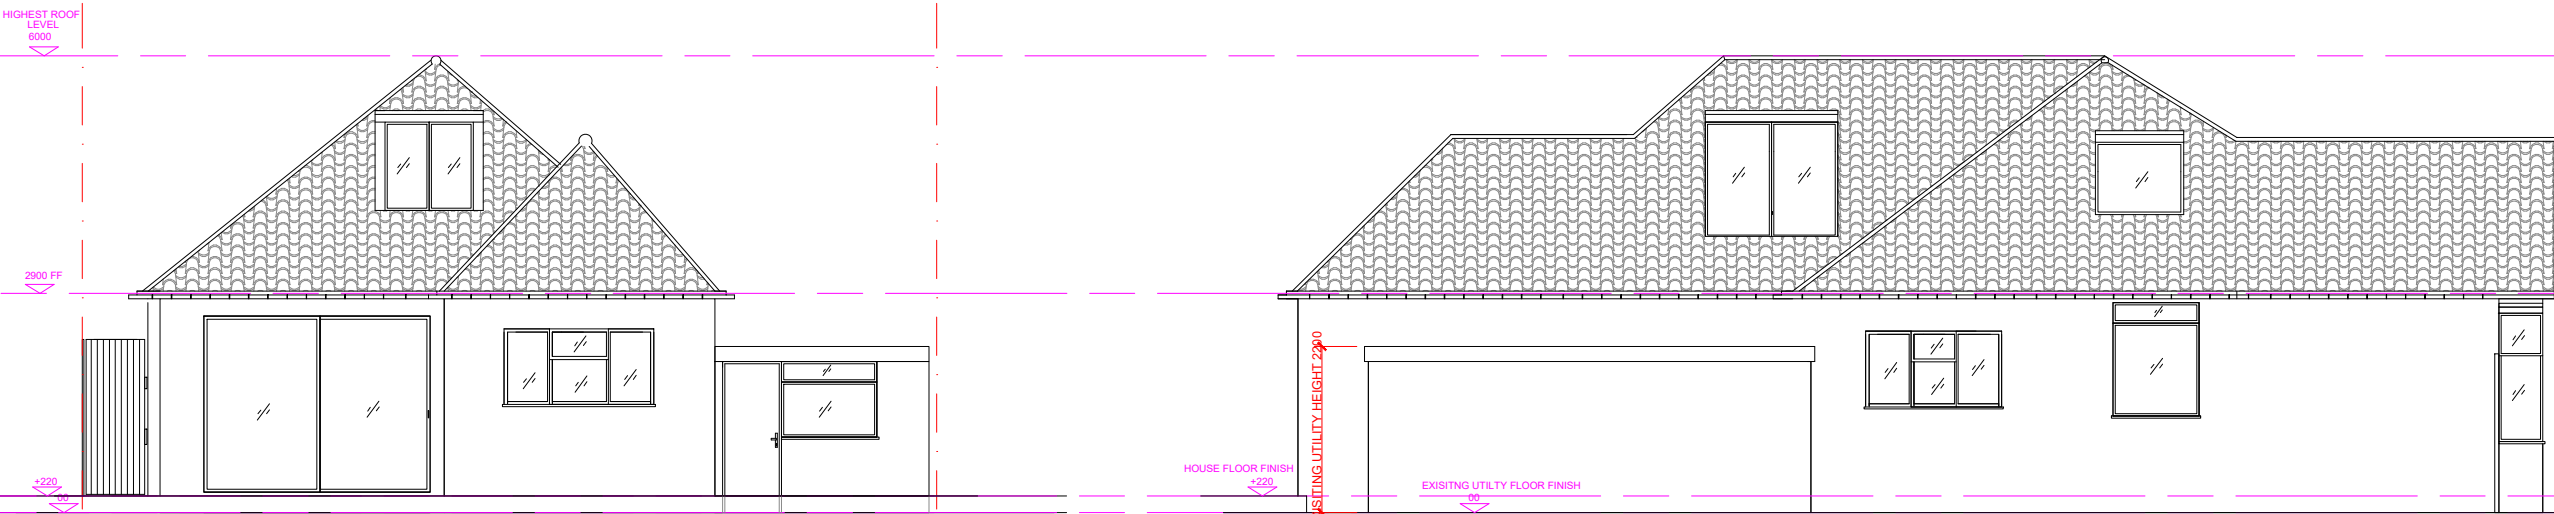 HIGHEST ROOF
LEVEL
6000
2900 FF
+220
00
HOUSE FLOOR FINISH
+220
USITING UTILITY HEIGHT 2200
EXISITNG UTILTY FLOOR FINISH
00